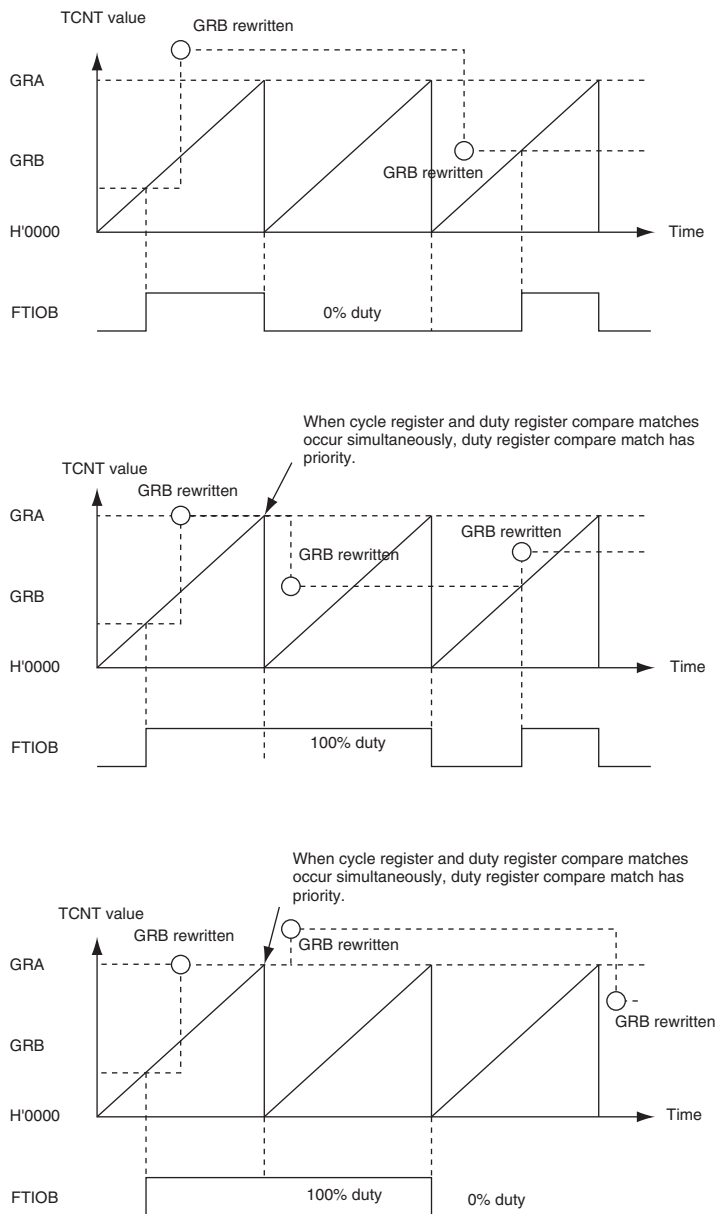 TCNT value
GRB rewritten
GRA
GRB
GRB rewritten
H'0000
Time
FTIOB
0% duty
When cycle register and duty register compare matches
occur simultaneously, duty register compare match has
priority.
TCNT value
GRB rewritten
GRA
GRB rewritten
GRB rewritten
GRB
H'0000
Time
FTIOB
100% duty
When cycle register and duty register compare matches
occur simultaneously, duty register compare match has
priority.
TCNT value
GRB rewritten
GRB rewritten
GRA
GRB rewritten
GRB
H'0000
Time
FTIOB
100% duty
0% duty